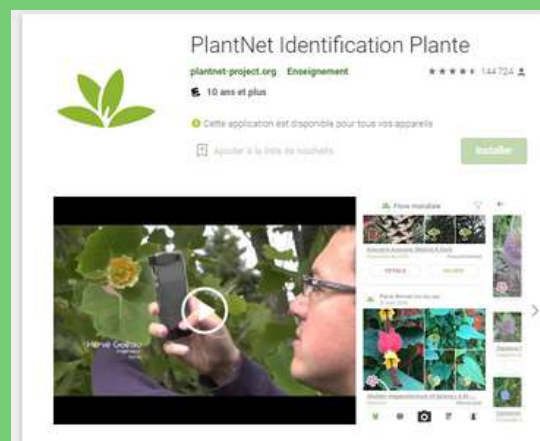 PlantNet Identification Plante
plantnet-project.org Enseignement 144 724
10 ans et plus
Cette application est disponible pour tous vos appareils
Ajouter à la liste de souhaits
Installer
Hervé Goëau
Flore mondiale
DÉTAILS
VALIDER